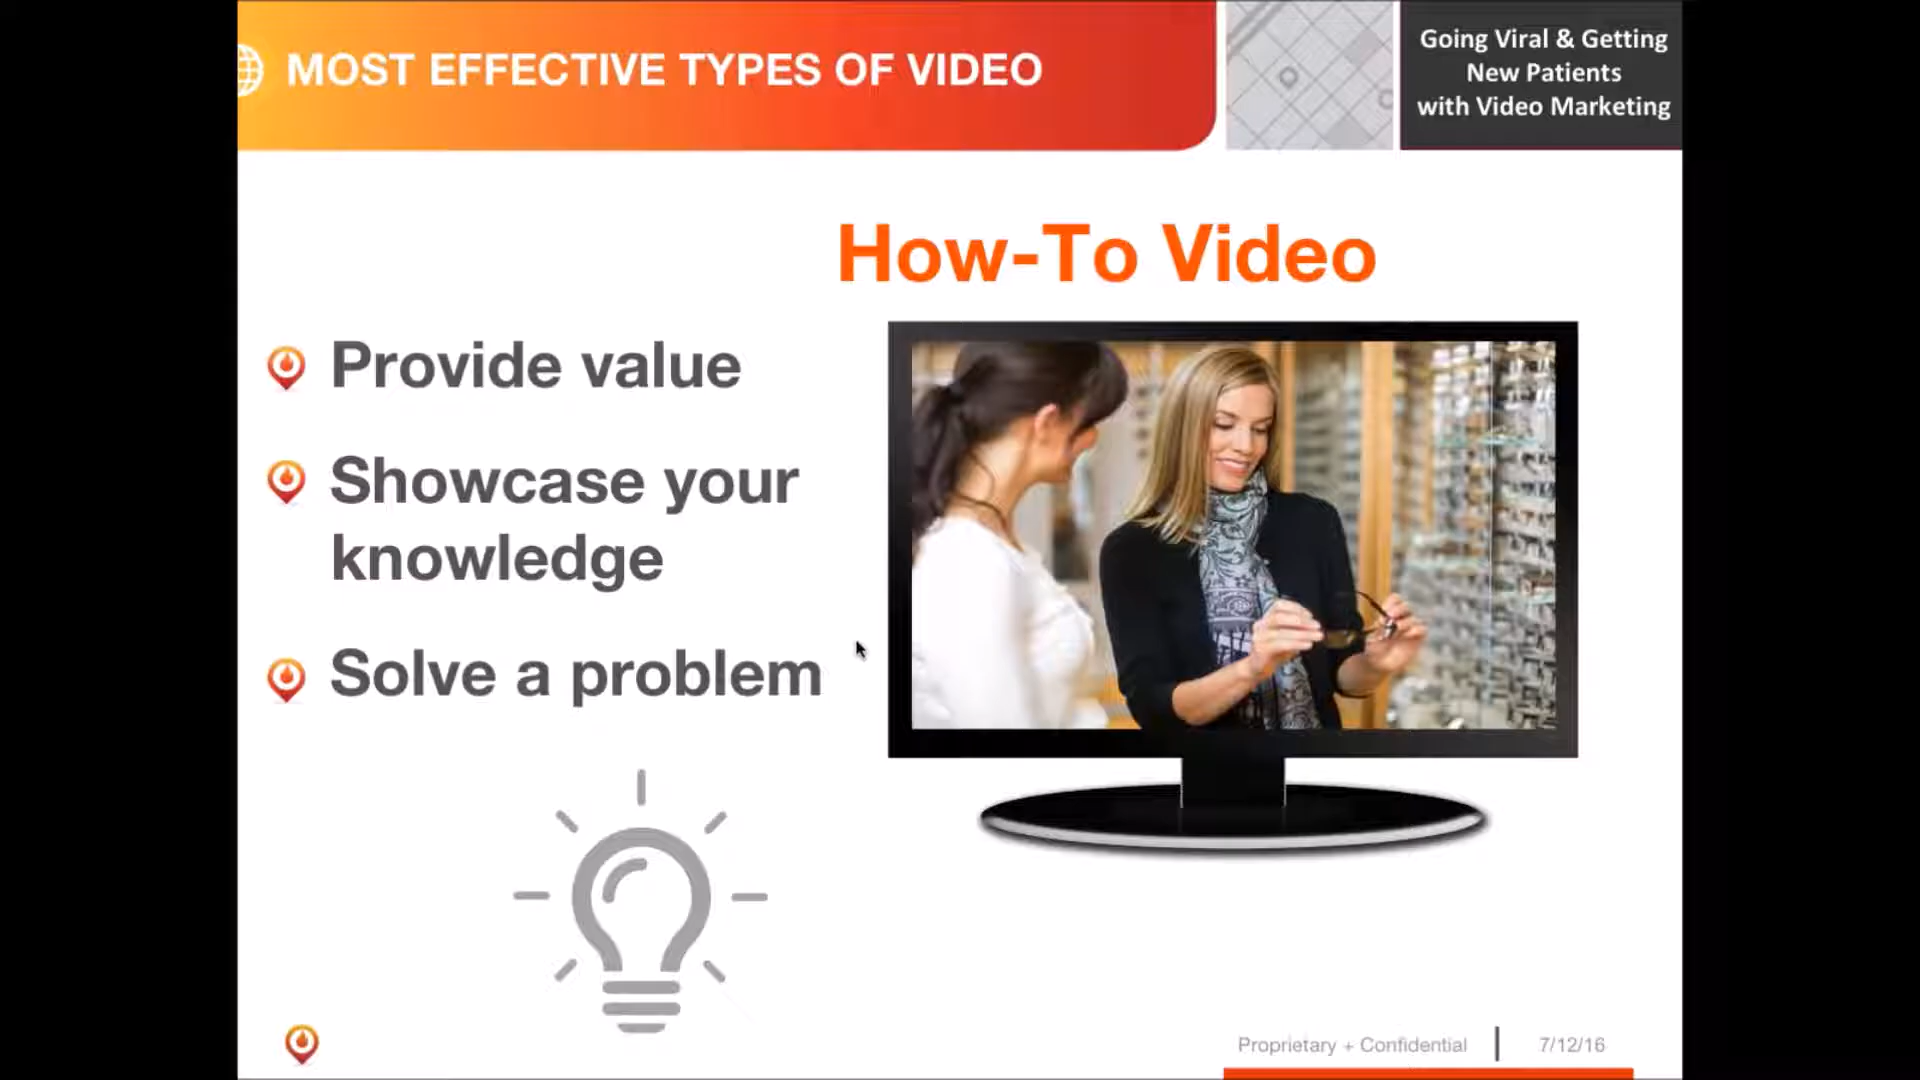 MOST EFFECTIVE TYPES OF VIDEO
Going Viral & Getting
New Patients
with Video Marketing
How-To Video
Provide value
Showcase your
knowledge
Solve a problem
Proprietary + Confidential
7/12/16